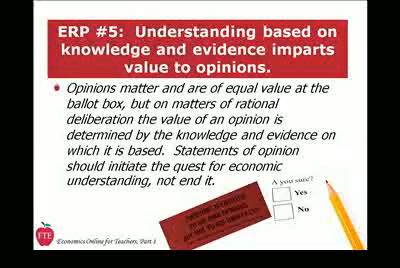 ERP #5:  Understanding based on
knowledge and evidence imparts
value to opinions.
Opinions matter and are of equal value at the
ballot box, but on matters of rational
deliberation the value of an opinion is
determined by the knowledge and evidence on
which it is based.  Statements of opinion
should initiate the quest for economic
understanding, not end it.
A you sure?
Yes
No
FTE
Economics Online for Teachers, Part 1